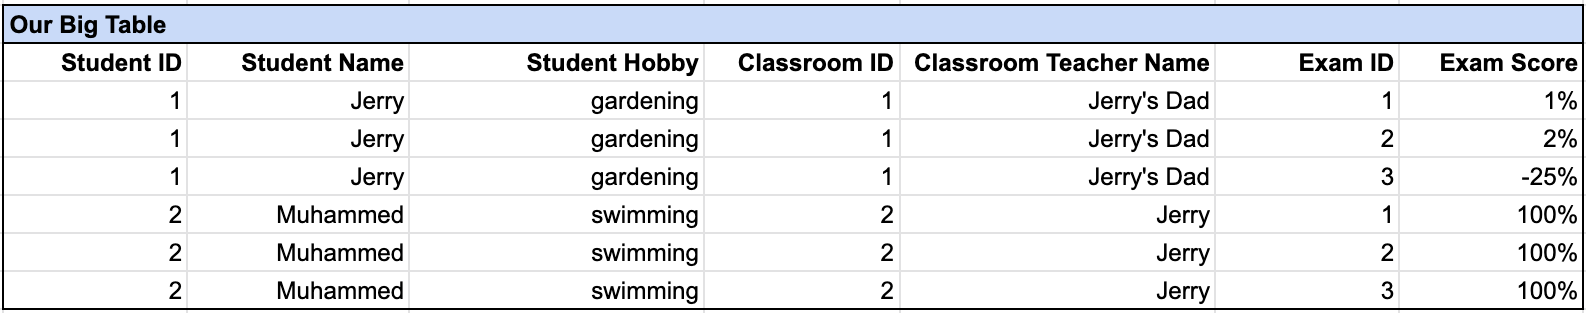 Our Big Table
Student ID Student Name Student Hobby Classroom ID Classroom Teacher Name Exam ID Exam Score
1 Jerry gardening 1 Jerry's Dad 1 1%
1 Jerry gardening 1 Jerry's Dad 2 2%
1 Jerry gardening 1 Jerry's Dad 3 -25%
2 Muhammed swimming 2 Jerry 1 100%
2 Muhammed swimming 2 Jerry 2 100%
2 Muhammed swimming 2 Jerry 3 100%